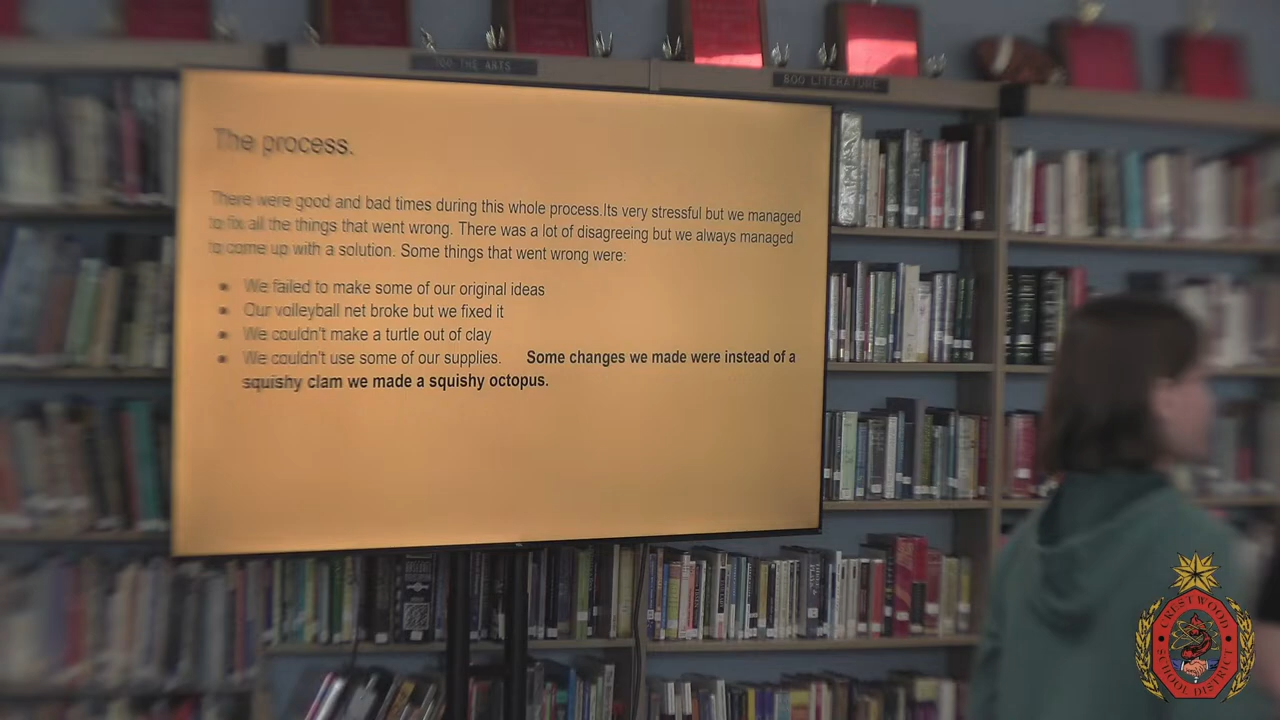 700 THE ARTS
800 LITERATURE
The process.
There were good and bad times during this whole process.Its very stressful but we managed
to fix all the things that went wrong. There was a lot of disagreeing but we always managed
to come up with a solution. Some things that went wrong were:
We failed to make some of our original ideas
Our volleyball net broke but we fixed it
We couldn't make a turtle out of clay
We couldn't use some of our supplies. Some changes we made were instead of a
squishy clam we made a squishy octopus.
CRESTWOOD
SCHOOL DISTRICT